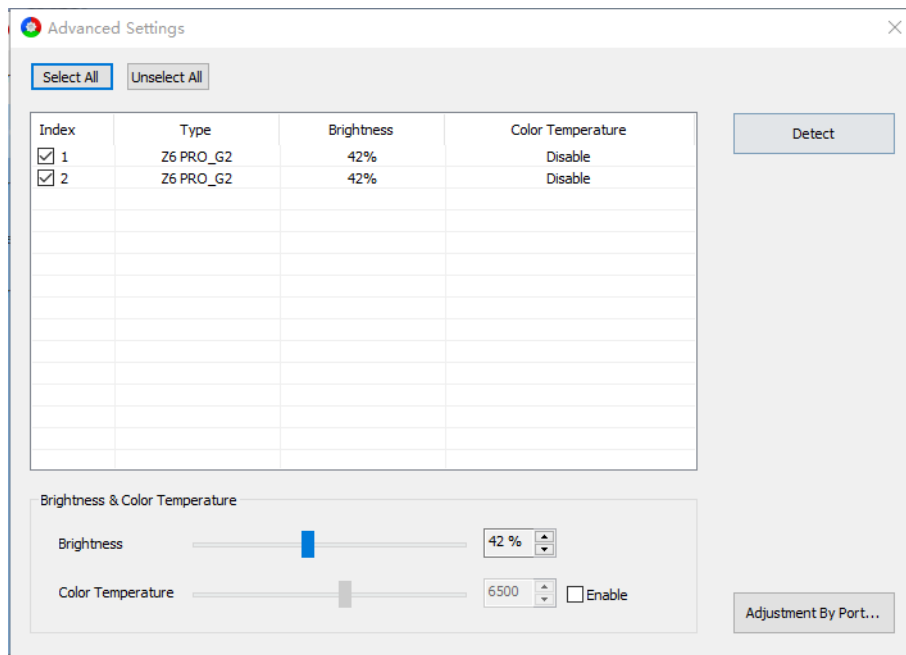 Advanced Settings
Select All Unselect All
Index Type Brightness Color Temperature
Detect
1 Z6 PRO_G2 42% Disable
2 Z6 PRO_G2 42% Disable
Brightness & Color Temperature
Brightness 42 %
Color Temperature 6500 Enable
Adjustment By Port...